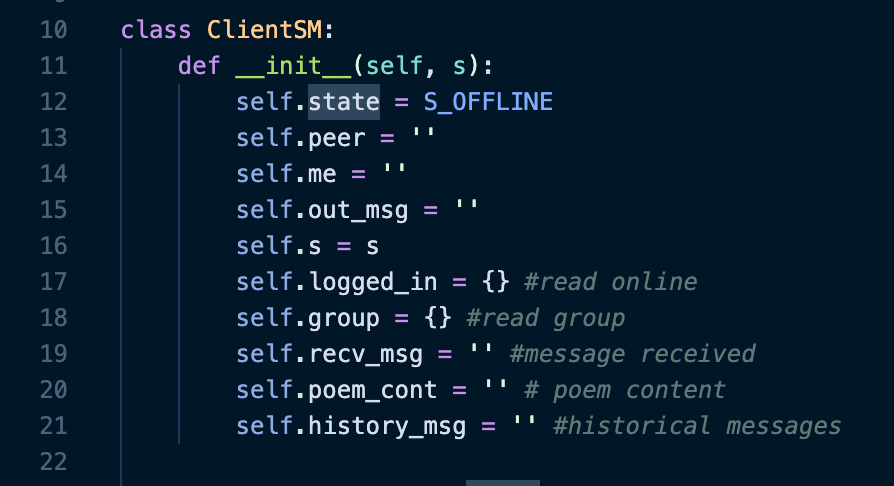 10 class ClientSM:
11     def __init__(self, s):
12         self.state = S_OFFLINE
13         self.peer = ''
14         self.me = ''
15         self.out_msg = ''
16         self.s = s
17         self.logged_in = {} #read online
18         self.group = {} #read group
19         self.recv_msg = '' #message received
20         self.poem_cont = '' # poem content
21         self.history_msg = '' #historical messages
22